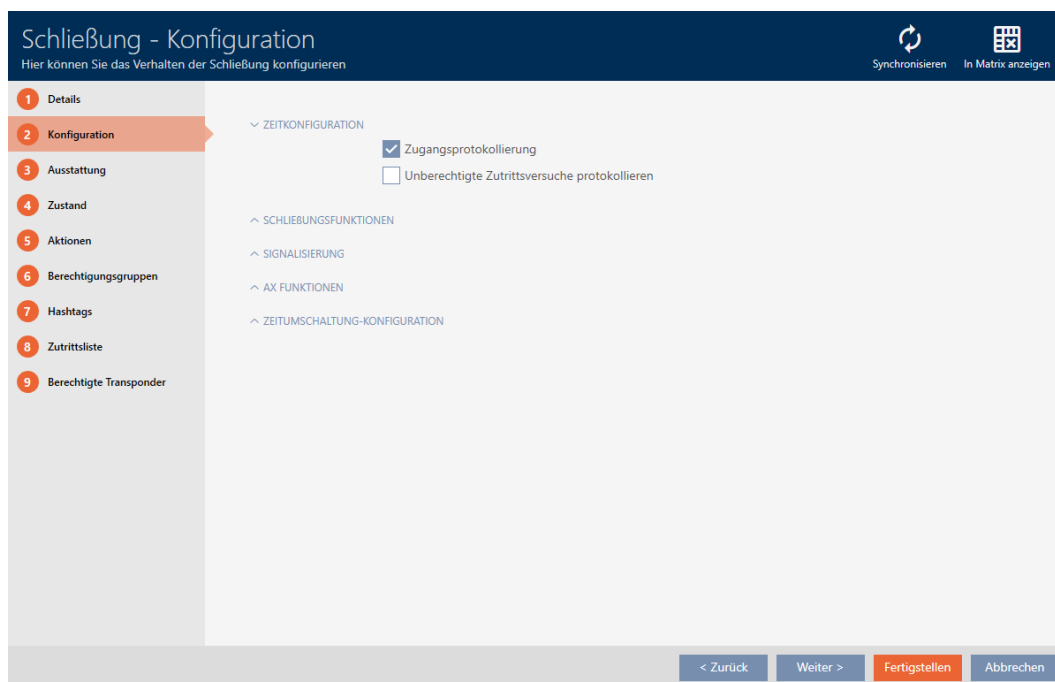 Schließung - Konfiguration
Hier können Sie das Verhalten der Schließung konfigurieren
Synchronisieren
In Matrix anzeigen
1 Details
2 Konfiguration
3 Ausstattung
4 Zustand
5 Aktionen
6 Berechtigungsgruppen
7 Hashtags
8 Zutrittsliste
9 Berechtigte Transponder
ZEITKONFIGURATION
Zugangsprotokollierung
Unberechtigte Zutrittsversuche protokollieren
SCHLIEßUNGSFUNKTIONEN
SIGNALISIERUNG
AX FUNKTIONEN
ZEITUMSCHALTUNG-KONFIGURATION
< Zurück
Weiter >
Fertigstellen
Abbrechen